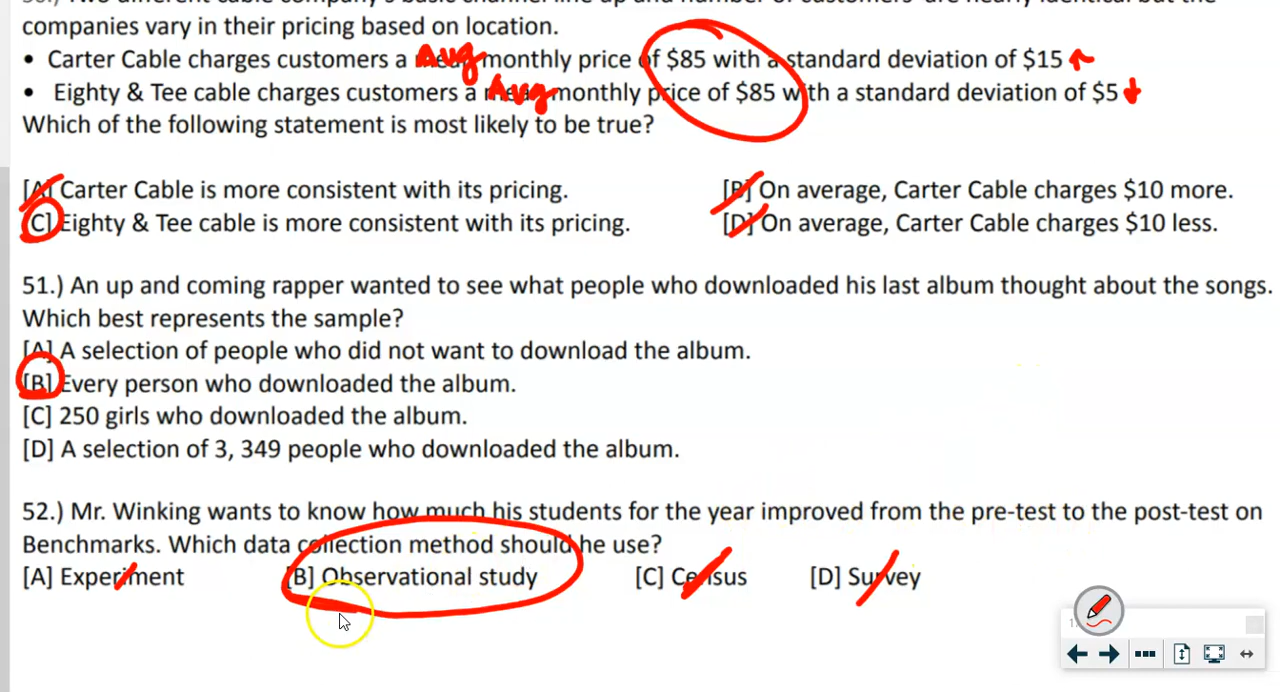 companies vary in their pricing based on location.
• Carter Cable charges customers a Avg monthly price of $85 with a standard deviation of $15
• Eighty & Tee cable charges customers a Avg monthly price of $85 with a standard deviation of $5
Which of the following statement is most likely to be true?
[A] Carter Cable is more consistent with its pricing. [B] On average, Carter Cable charges $10 more.
[C] Eighty & Tee cable is more consistent with its pricing. [D] On average, Carter Cable charges $10 less.
51.) An up and coming rapper wanted to see what people who downloaded his last album thought about the songs.
Which best represents the sample?
[A] A selection of people who did not want to download the album.
[B] Every person who downloaded the album.
[C] 250 girls who downloaded the album.
[D] A selection of 3, 349 people who downloaded the album.
52.) Mr. Winking wants to know how much his students for the year improved from the pre-test to the post-test on
Benchmarks. Which data collection method should he use?
[A] Experiment [B] Observational study [C] Census [D] Survey